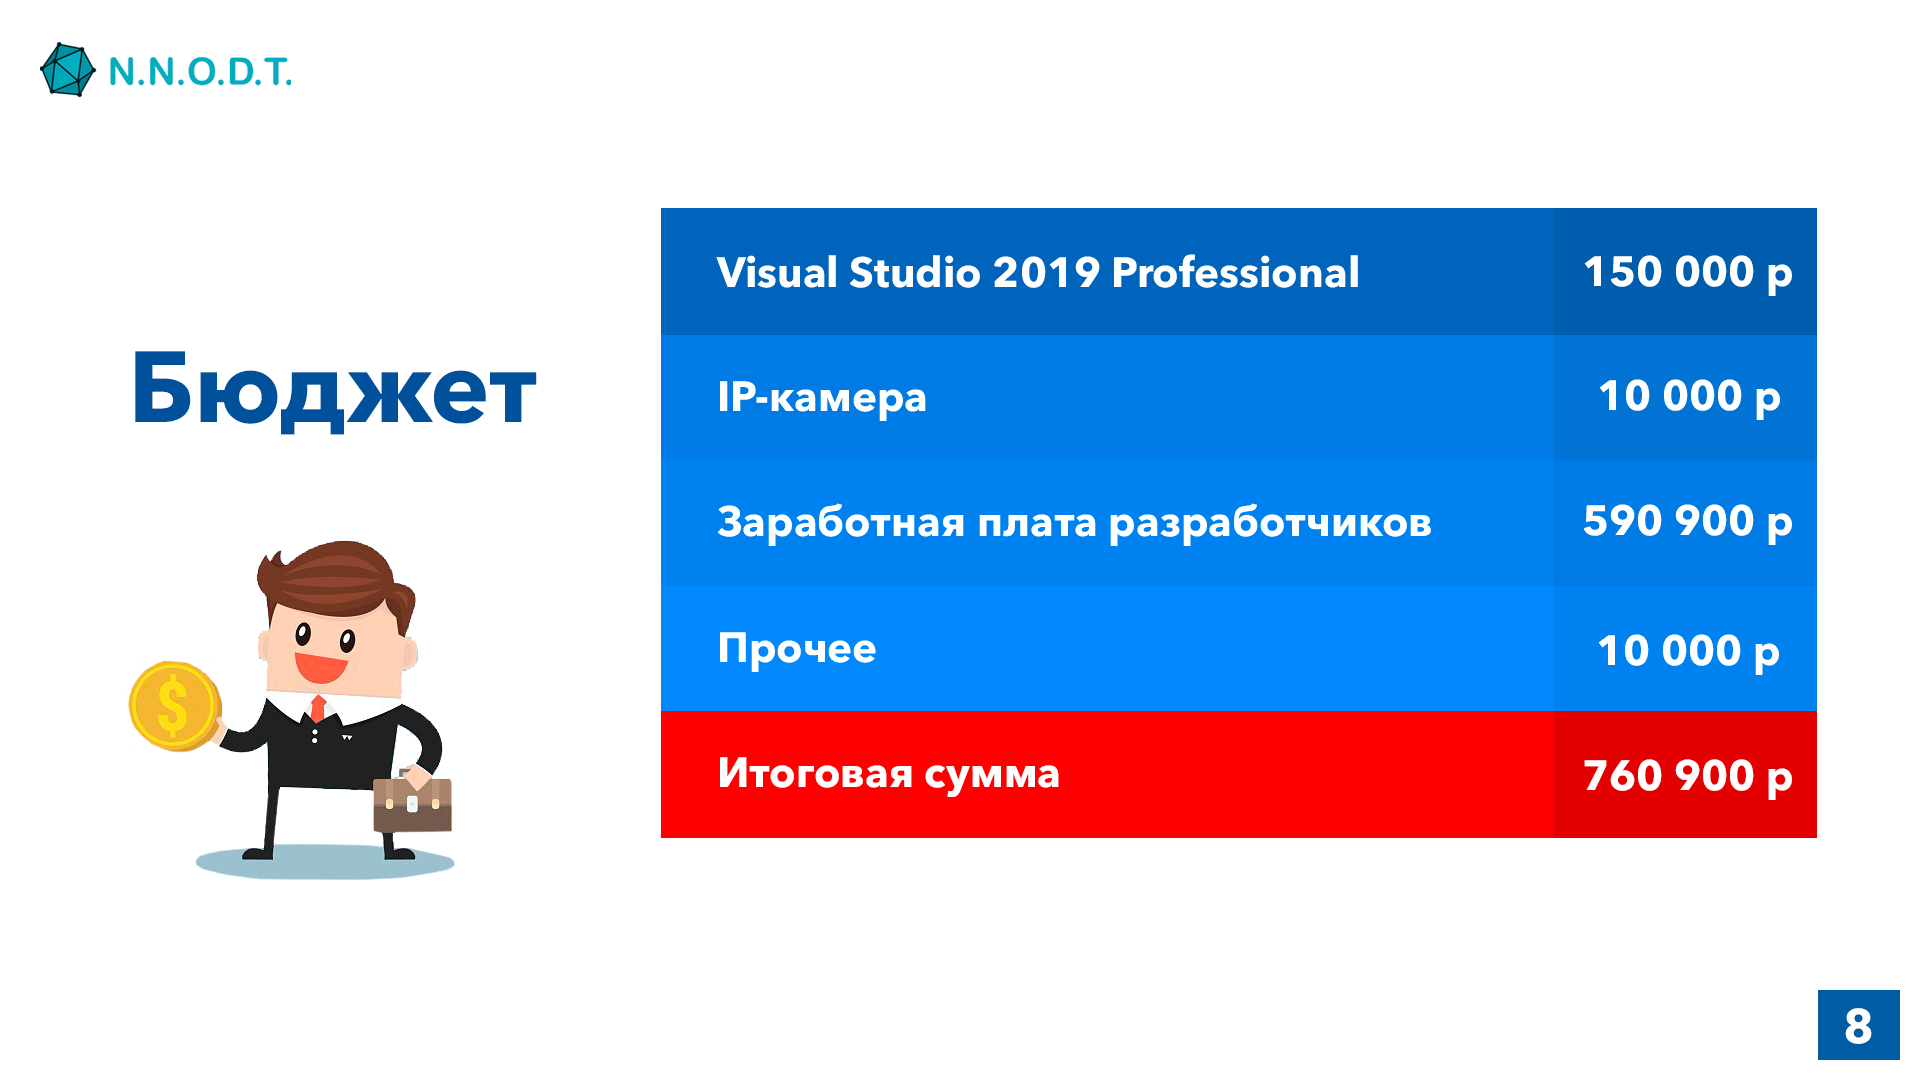 N.N.O.D.T.
Бюджет
Visual Studio 2019 Professional 150 000 р
IP-камера 10 000 р
Заработная плата разработчиков 590 900 р
Прочее 10 000 р
Итоговая сумма 760 900 р
$
8